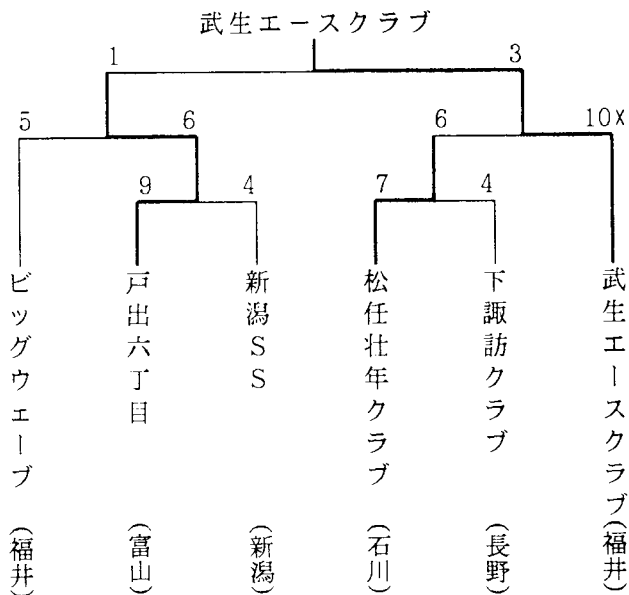 武生エースクラブ
1 3
5 6 6 10x
9 4 7 4
ビッグウェーブ（福井）
戸出六丁目（富山）
新潟SS（新潟）
松任壮年クラブ（石川）
下諏訪クラブ（長野）
武生エースクラブ（福井）